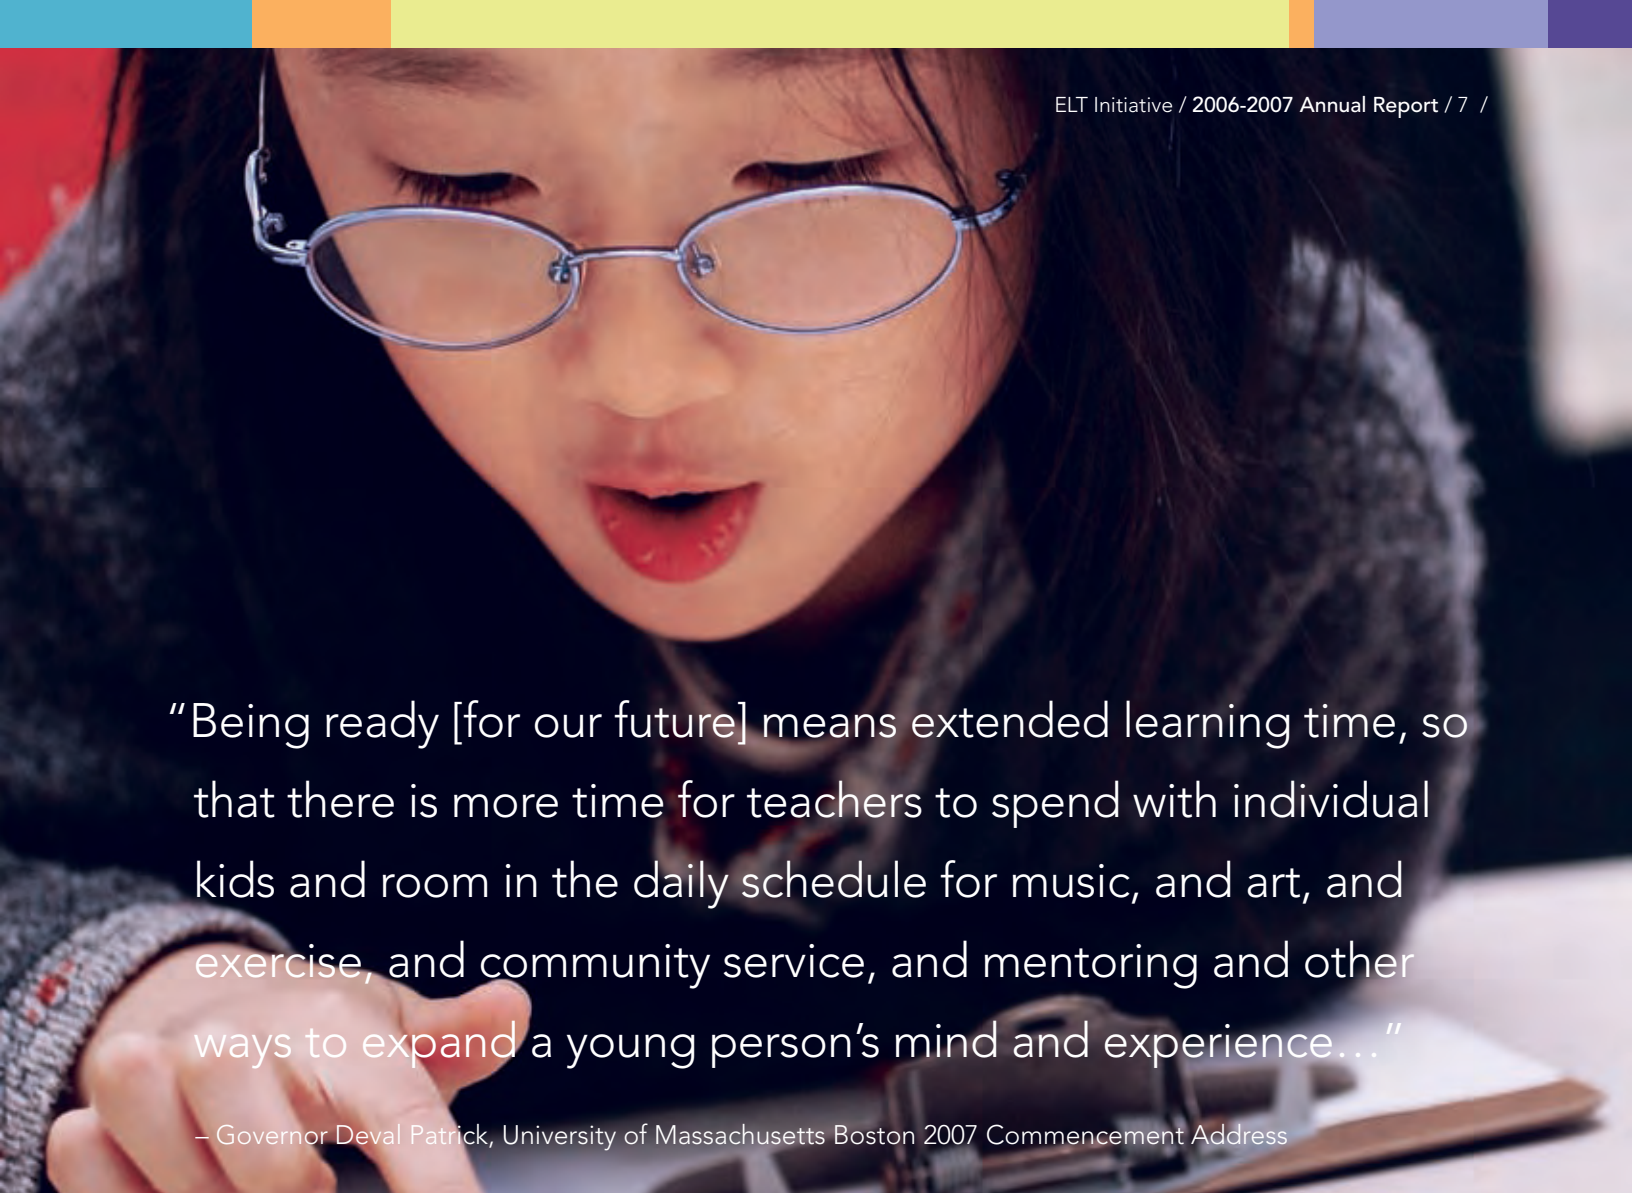 ELT Initiative / 2006-2007 Annual Report / 7 /
“Being ready [for our future] means extended learning time, so
that there is more time for teachers to spend with individual
kids and room in the daily schedule for music, and art, and
exercise, and community service, and mentoring and other
ways to expand a young person’s mind and experience…”
– Governor Deval Patrick, University of Massachusetts Boston 2007 Commencement Address